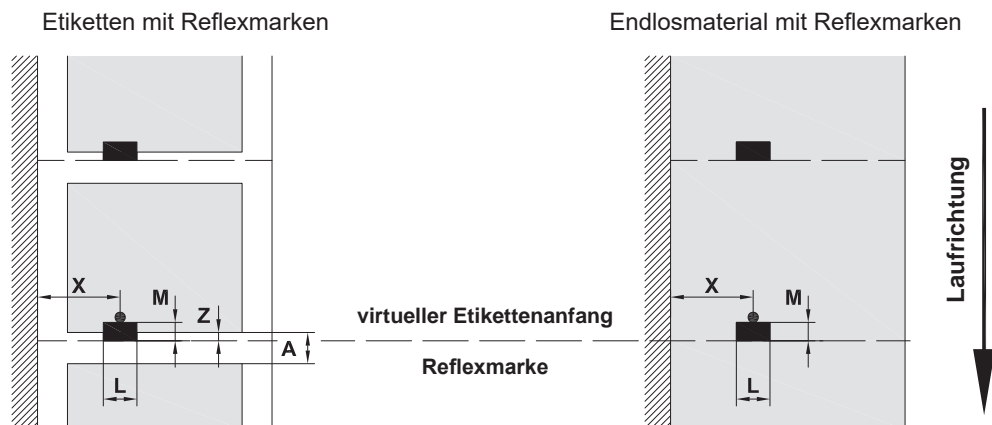 Etiketten mit Reflexmarken
Endlosmaterial mit Reflexmarken
X
M
Z
A
L
virtueller Etikettenanfang
Reflexmarke
X
M
L
Laufrichtung